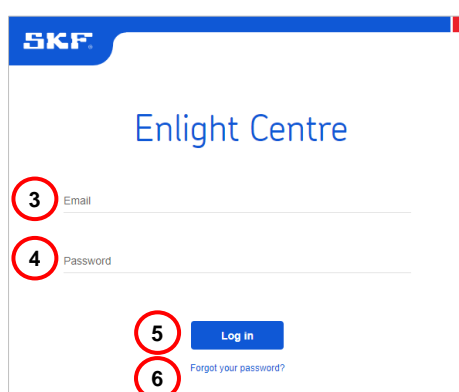 SKF®
Enlight Centre
3 Email
4 Password
5 Log in
6 Forgot your password?